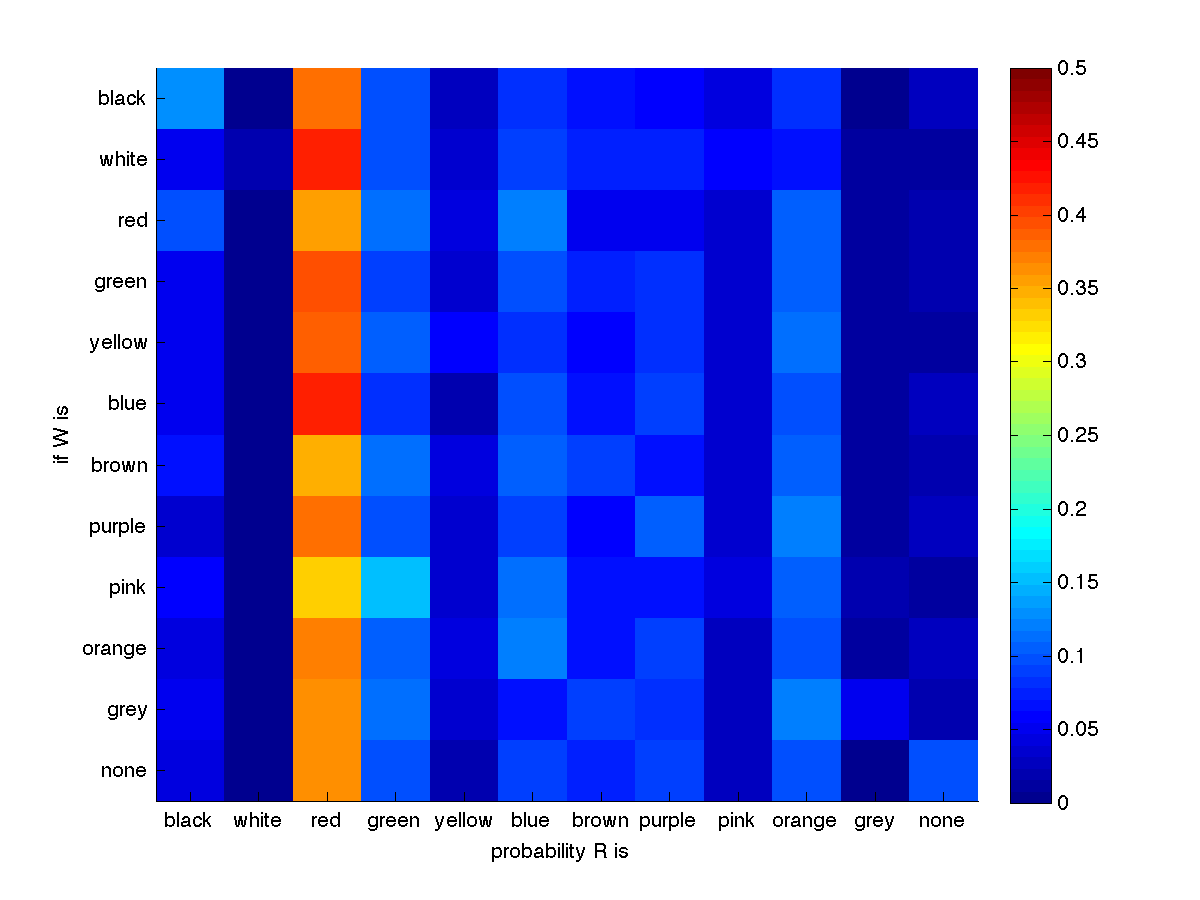 0.5
black
white
0.45
red
0.4
green
0.35
yellow
0.3
blue
0.25
if W is
brown
0.2
purple
0.15
pink
orange
0.1
grey
0.05
none
0
black white red green yellow blue brown purple pink orange grey none
probability R is